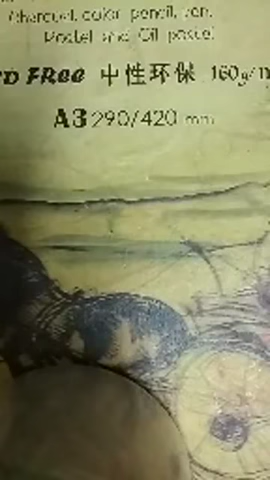 charcoal, color pencil, pen,
Pastel and Oil pastel
FREE 中性环保 160g/
A3 290/420 mm